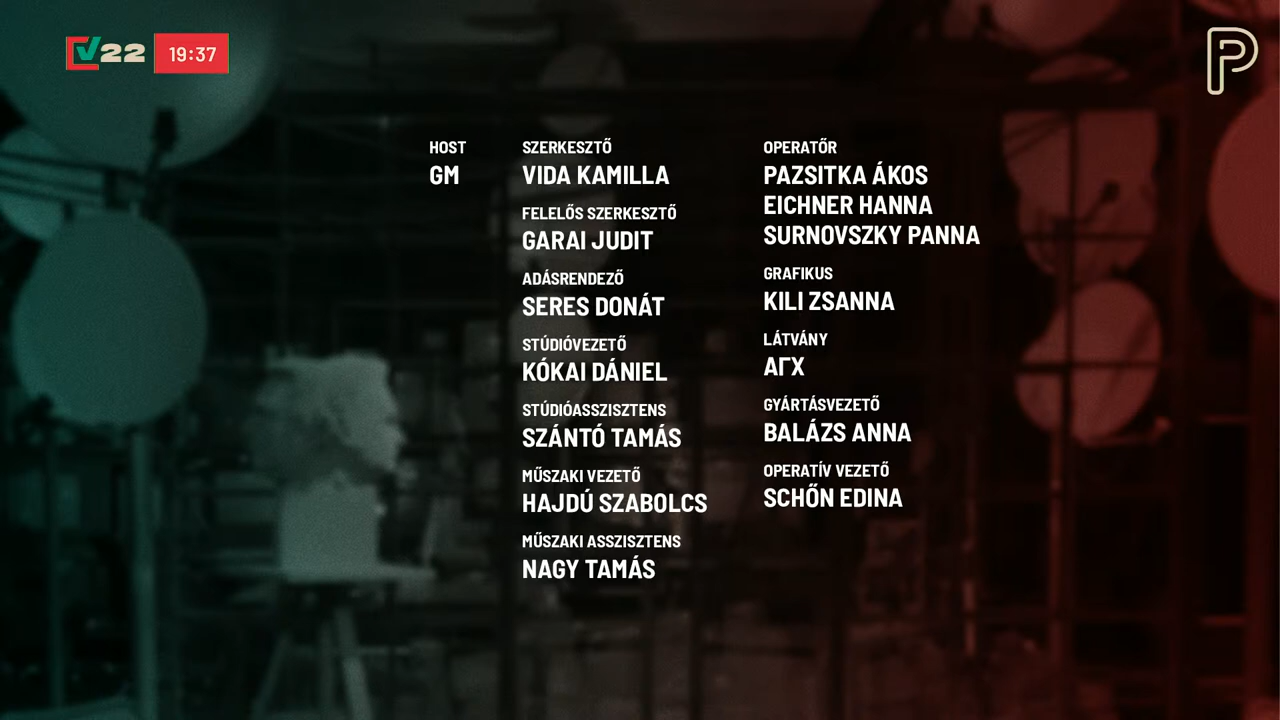 22
19:37
P
HOST
GM
SZERKESZTŐ
VIDA KAMILLA
FELELŐS SZERKESZTŐ
GARAI JUDIT
ADÁSRENDEZŐ
SERES DONÁT
STÚDIÓVEZETŐ
KÓKAI DÁNIEL
STÚDIÓASSZISZTENS
SZÁNTÓ TAMÁS
MŰSZAKI VEZETŐ
HAJDÚ SZABOLCS
MŰSZAKI ASSZISZTENS
NAGY TAMÁS
OPERATŐR
PAZSITKA ÁKOS
EICHNER HANNA
SURNOVSZKY PANNA
GRAFIKUS
KILI ZSANNA
LÁTVÁNY
AΓX
GYÁRTÁSVEZETŐ
BALÁZS ANNA
OPERATÍV VEZETŐ
SCHŐN EDINA